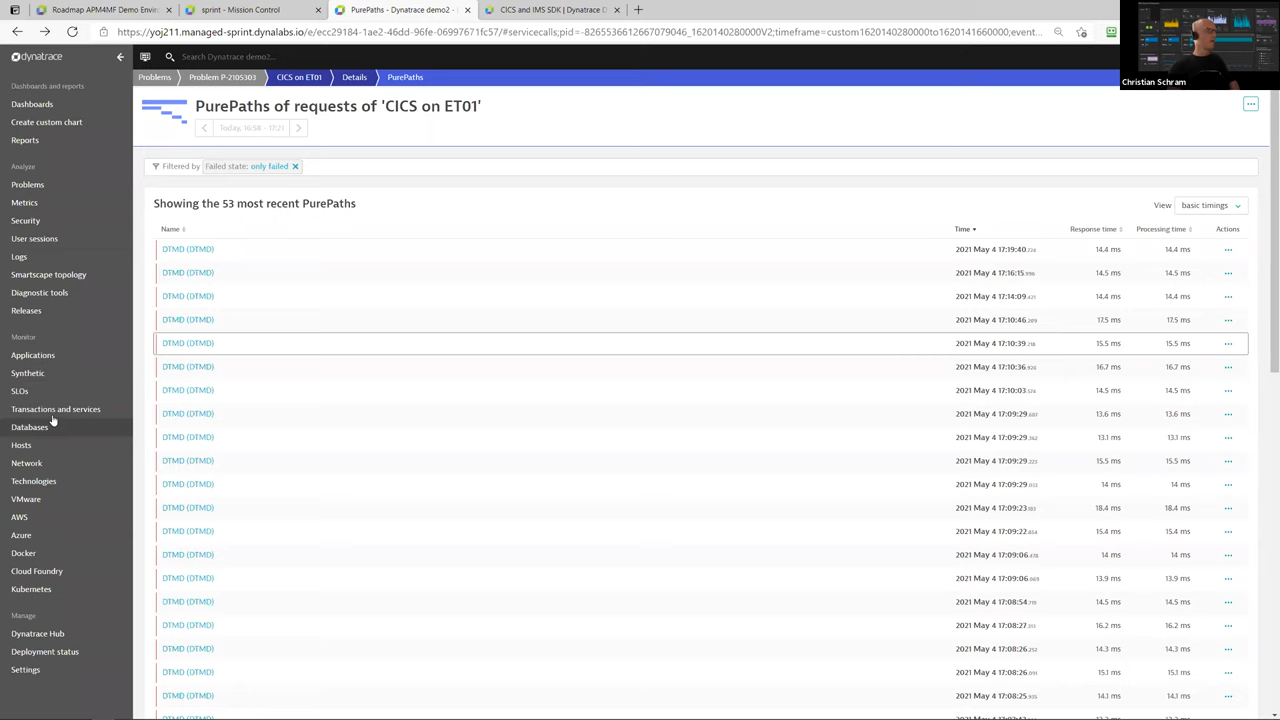 Roadmap APM4MF Demo Enviro
sprint - Mission Control
PurePaths - Dynatrace demo2 -
CICS and IMS SDK | Dynatrace D
dynatrace
Search Dynatrace demo2...
Christian Schram
Problems
Problem P-2105303
CICS on ET01
Details
PurePaths
Dashboards and reports
Dashboards
Create custom chart
Reports
Analyze
Problems
Metrics
Security
User sessions
Logs
Smartscape topology
Diagnostic tools
Releases
Monitor
Applications
Synthetic
SLOs
Transactions and services
Databases
Hosts
Network
Technologies
VMware
AWS
Azure
Docker
Cloud Foundry
Kubernetes
Manage
Dynatrace Hub
Deployment status
Settings
PurePaths of requests of 'CICS on ET01'
Today, 16:58 - 17:21
Filtered by Failed state: only failed
Showing the 53 most recent PurePaths
View basic timings
Name Time Response time Processing time Actions
DTMD (DTMD) 2021 May 4 17:19:40 14.4 ms 14.4 ms
DTMD (DTMD) 2021 May 4 17:16:15 14.5 ms 14.5 ms
DTMD (DTMD) 2021 May 4 17:14:09 14.4 ms 14.4 ms
DTMD (DTMD) 2021 May 4 17:10:46 17.5 ms 17.5 ms
DTMD (DTMD) 2021 May 4 17:10:39 15.5 ms 15.5 ms
DTMD (DTMD) 2021 May 4 17:10:36 16.7 ms 16.7 ms
DTMD (DTMD) 2021 May 4 17:10:03 14.5 ms 14.5 ms
DTMD (DTMD) 2021 May 4 17:09:29 13.6 ms 13.6 ms
DTMD (DTMD) 2021 May 4 17:09:29 13.1 ms 13.1 ms
DTMD (DTMD) 2021 May 4 17:09:29 15.5 ms 15.5 ms
DTMD (DTMD) 2021 May 4 17:09:29 14 ms 14 ms
DTMD (DTMD) 2021 May 4 17:09:23 18.4 ms 18.4 ms
DTMD (DTMD) 2021 May 4 17:09:22 15.4 ms 15.4 ms
DTMD (DTMD) 2021 May 4 17:09:06 14 ms 14 ms
DTMD (DTMD) 2021 May 4 17:09:06 13.9 ms 13.9 ms
DTMD (DTMD) 2021 May 4 17:08:54 14.5 ms 14.5 ms
DTMD (DTMD) 2021 May 4 17:08:27 16.2 ms 16.2 ms
DTMD (DTMD) 2021 May 4 17:08:26 14.3 ms 14.3 ms
DTMD (DTMD) 2021 May 4 17:08:26 15.1 ms 15.1 ms
DTMD (DTMD) 2021 May 4 17:08:25 14.1 ms 14.1 ms